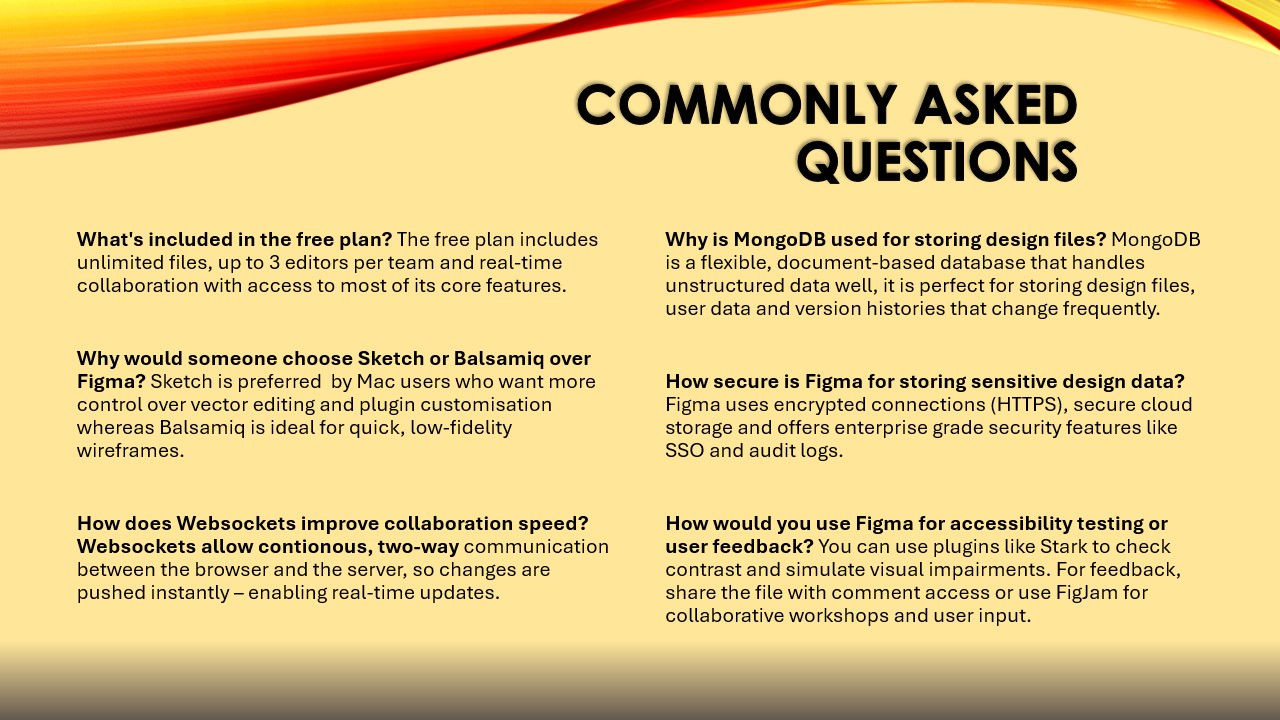 COMMONLY ASKED
QUESTIONS
What's included in the free plan? The free plan includes
unlimited files, up to 3 editors per team and real-time
collaboration with access to most of its core features.
Why would someone choose Sketch or Balsamiq over
Figma? Sketch is preferred  by Mac users who want more
control over vector editing and plugin customisation
whereas Balsamiq is ideal for quick, low-fidelity
wireframes.
How does Websockets improve collaboration speed?
Websockets allow contionous, two-way communication
between the browser and the server, so changes are
pushed instantly – enabling real-time updates.
Why is MongoDB used for storing design files? MongoDB
is a flexible, document-based database that handles
unstructured data well, it is perfect for storing design files,
user data and version histories that change frequently.
How secure is Figma for storing sensitive design data?
Figma uses encrypted connections (HTTPS), secure cloud
storage and offers enterprise grade security features like
SSO and audit logs.
How would you use Figma for accessibility testing or
user feedback? You can use plugins like Stark to check
contrast and simulate visual impairments. For feedback,
share the file with comment access or use FigJam for
collaborative workshops and user input.